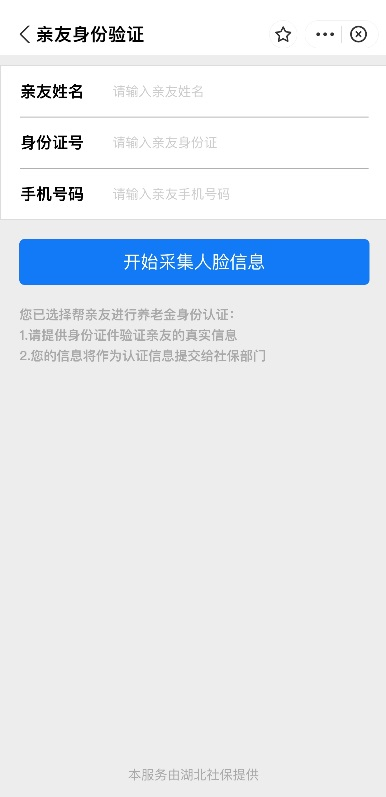 亲友身份验证
亲友姓名 请输入亲友姓名
身份证号 请输入亲友身份证
手机号码 请输入亲友手机号码
开始采集人脸信息
您已选择帮亲友进行养老金身份认证：
1.请提供身份证件验证亲友的真实信息
2.您的信息将作为认证信息提交给社保部门
本服务由湖北社保提供